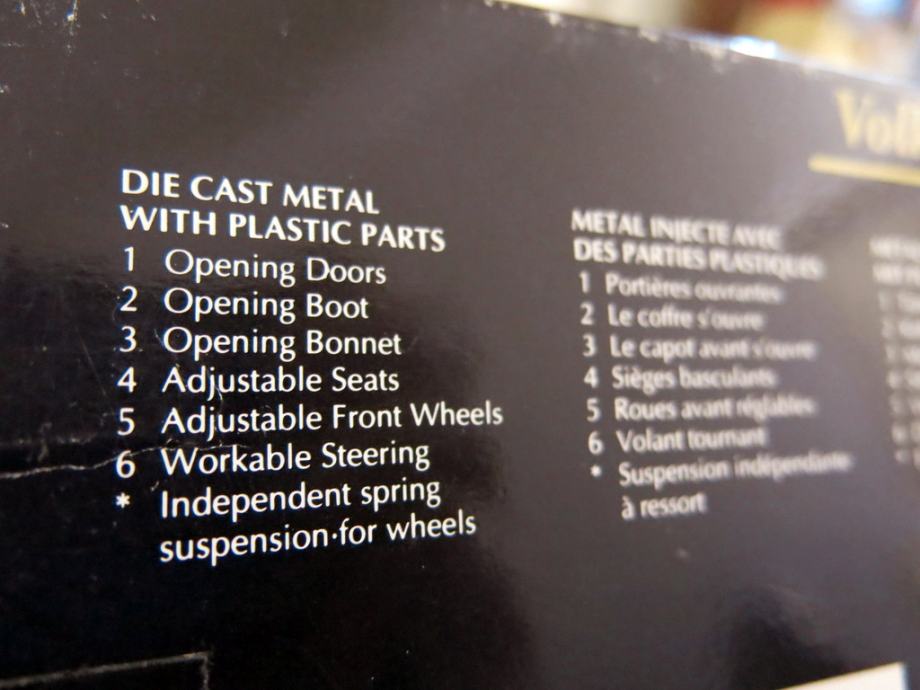 DIE CAST METAL
WITH PLASTIC PARTS
1 Opening Doors
2 Opening Boot
3 Opening Bonnet
4 Adjustable Seats
5 Adjustable Front Wheels
6 Workable Steering
* Independent spring
suspension·for wheels
METAL INJECTE AVEC
DES PARTIES PLASTIQUES
1 Portières ouvrantes
2 Le coffre s'ouvre
3 Le capot avant s'ouvre
4 Sièges basculants
5 Roues avant réglables
6 Volant tournant
* Suspension indépendante
à ressort